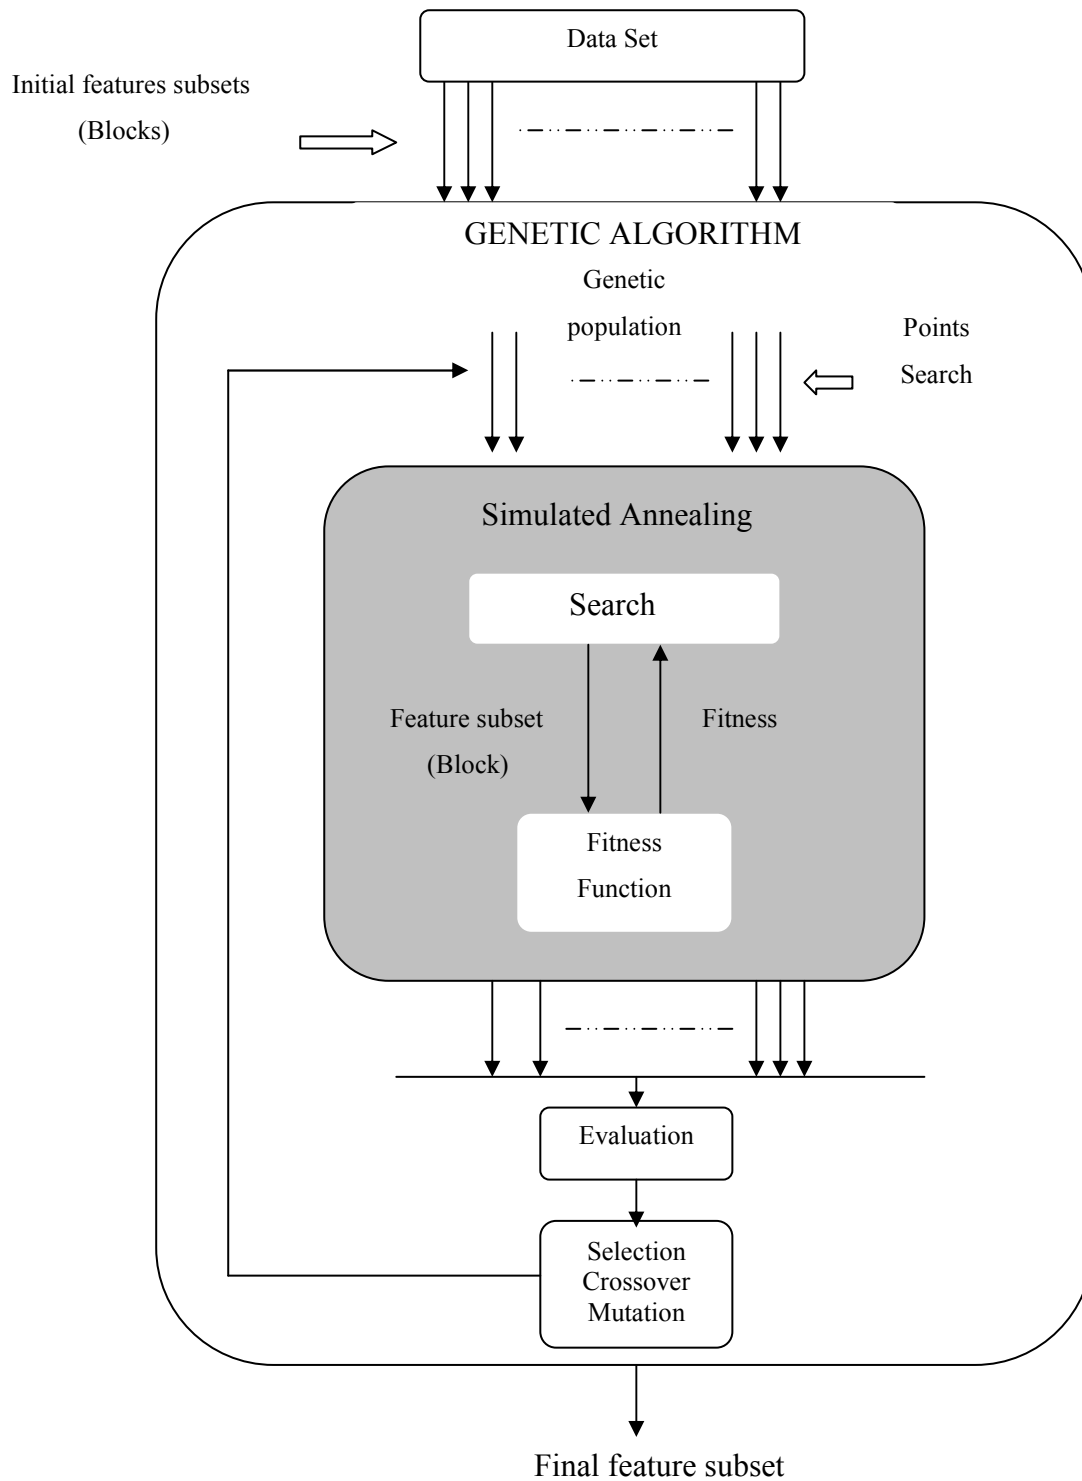 Data Set
Initial features subsets
(Blocks)
GENETIC ALGORITHM
Genetic
population
Points
Search
Simulated Annealing
Search
Feature subset
(Block)
Fitness
Fitness
Function
Evaluation
Selection
Crossover
Mutation
Final feature subset